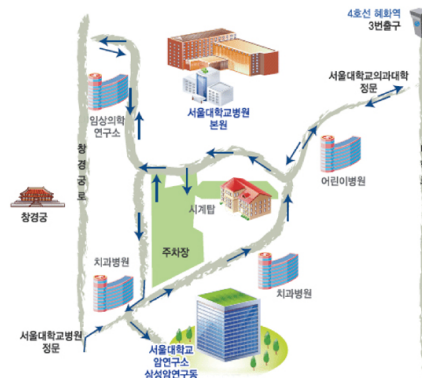 4호선 혜화역
3번출구
서울대학교의과대학
정문
서울대학교병원
본원
임상의학
연구소
창경궁로
어린이병원
창경궁
시계탑
주차장
치과병원
치과병원
서울대학교병원
정문
서울대학교
암연구소
삼성암연구동